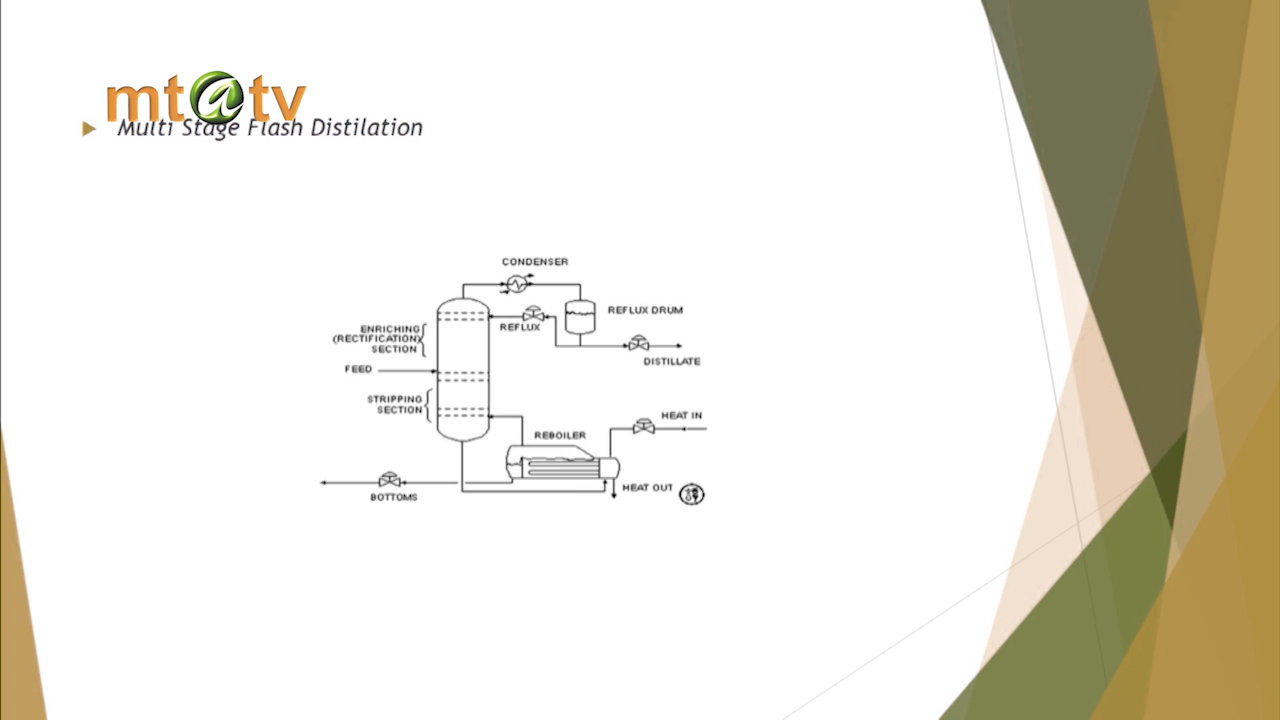 mt@tv
Multi Stage Flash Distilation
CONDENSER
REFLUX DRUM
REFLUX
ENRICHING
(RECTIFICATION)
SECTION
DISTILLATE
FEED
STRIPPING
SECTION
HEAT IN
REBOILER
HEAT OUT
BOTTOMS